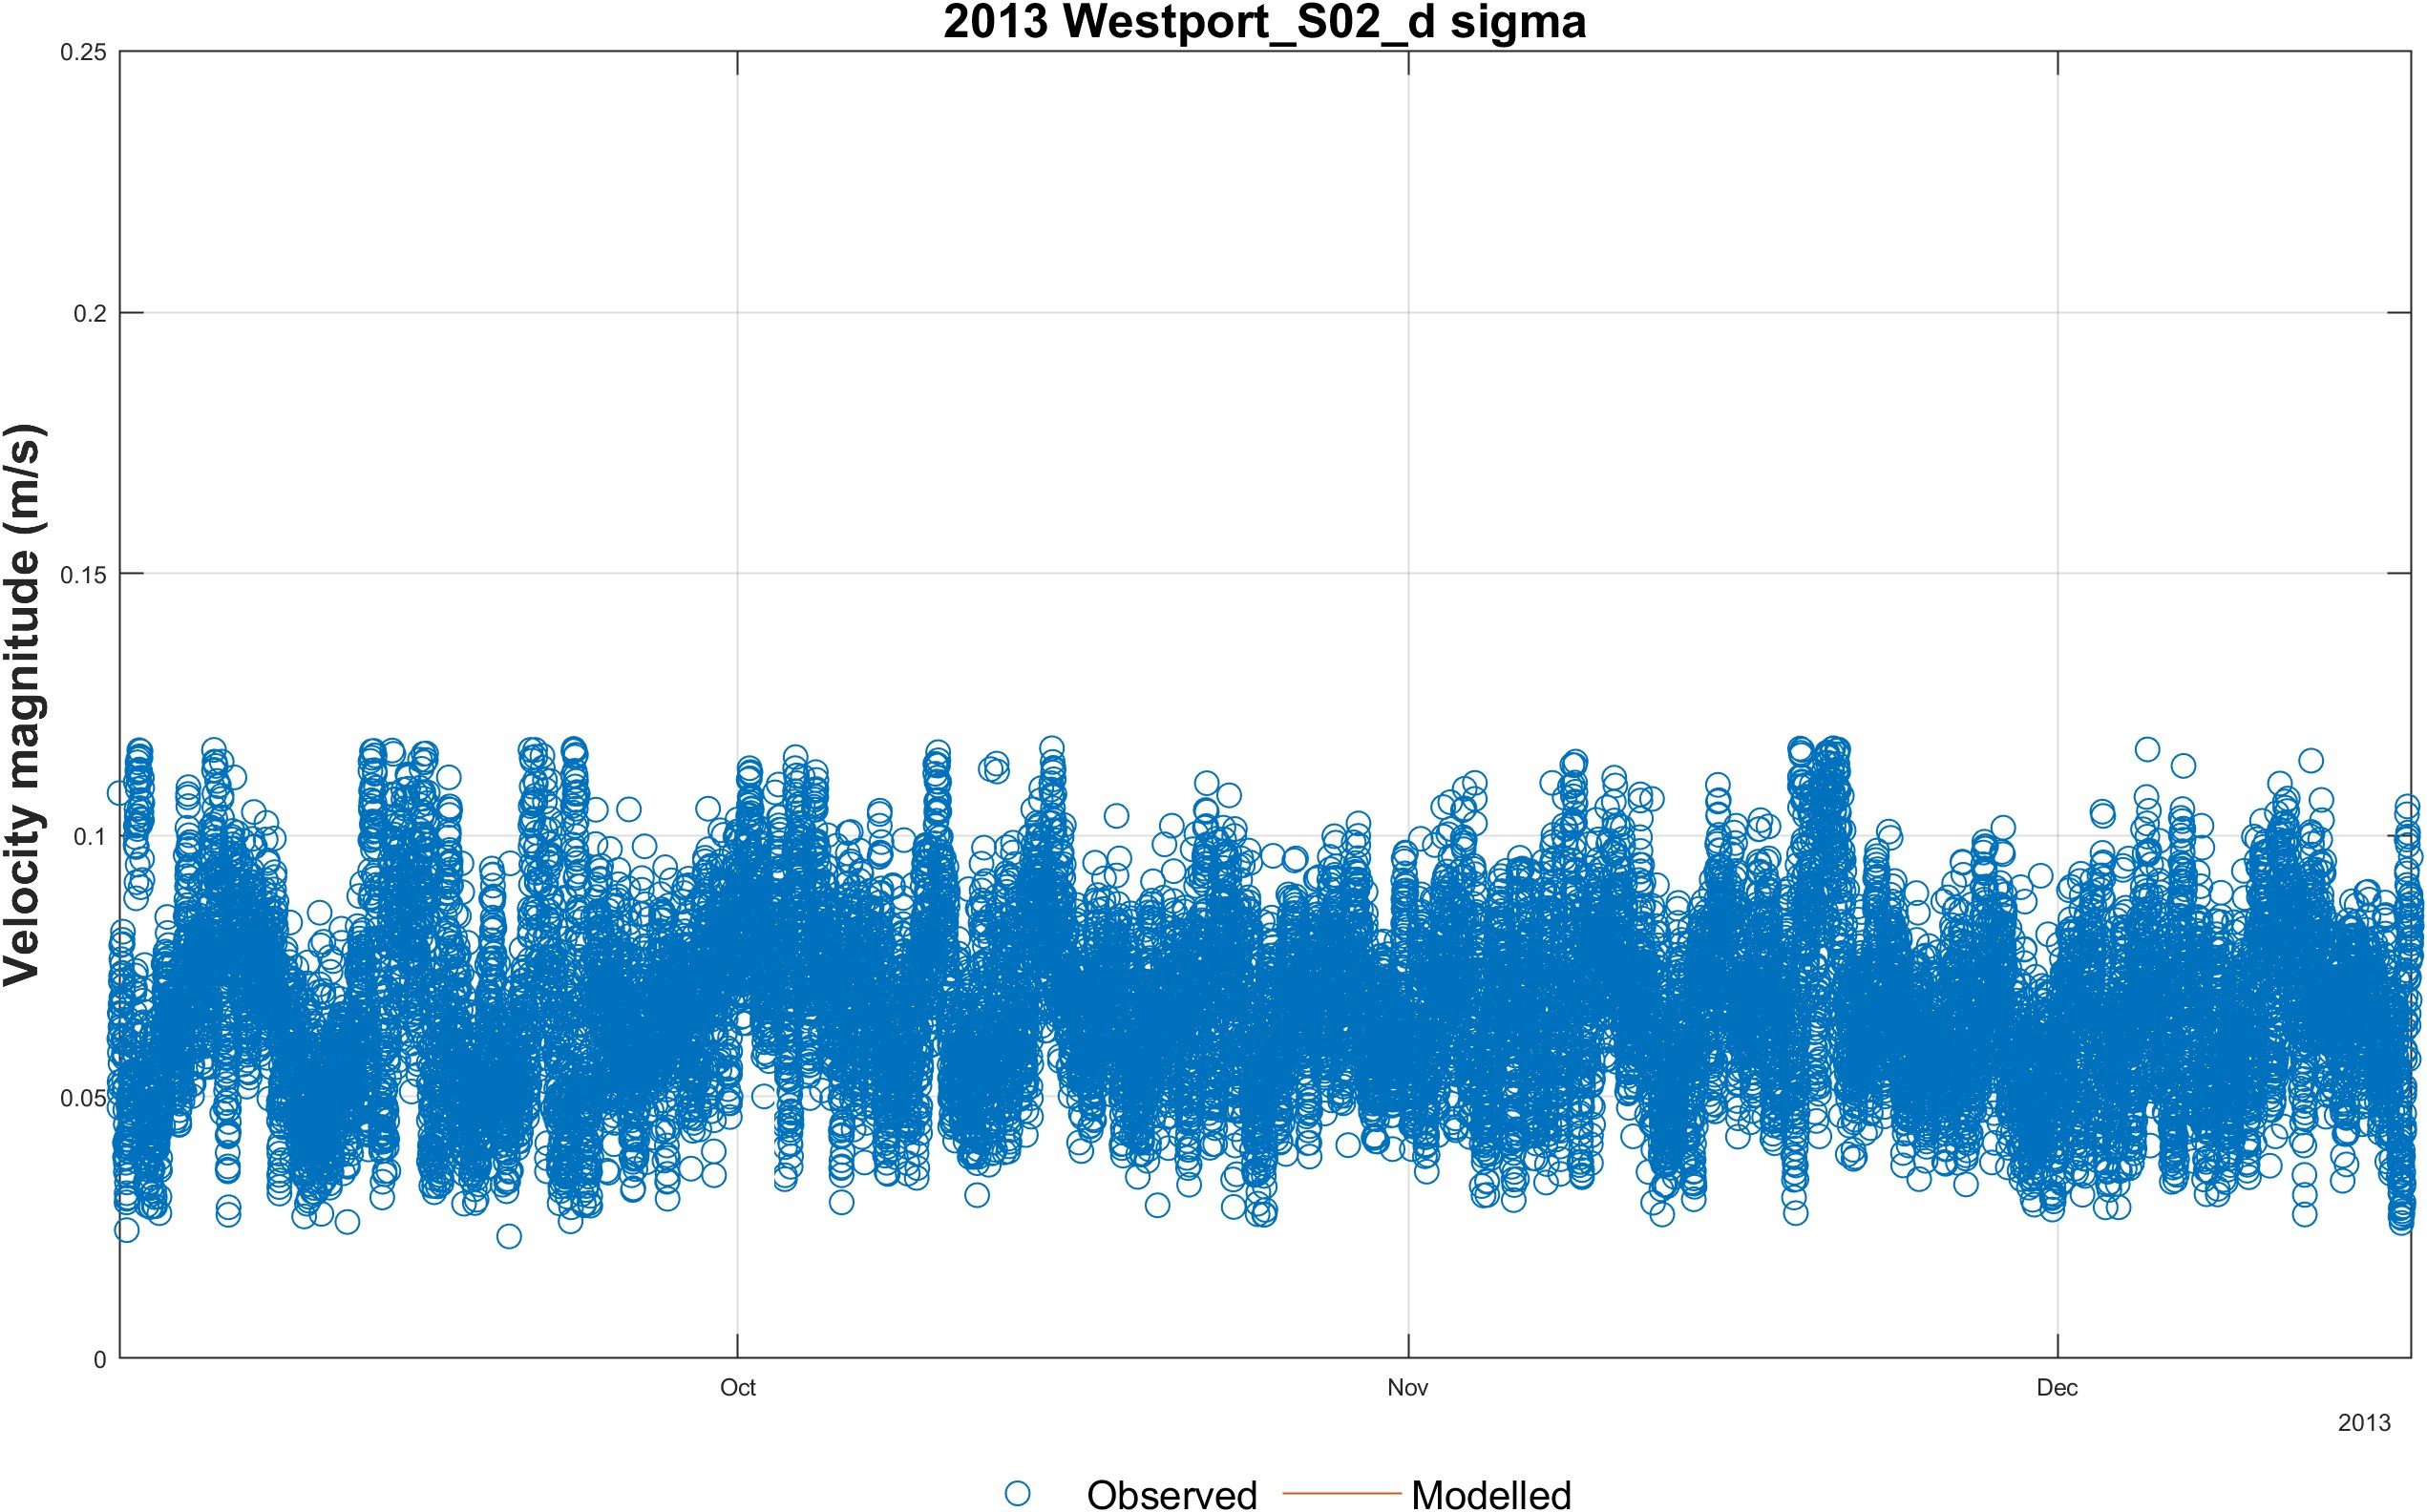 2013 Westport_S02_d sigma
Velocity magnitude (m/s)
0.25
0.2
0.15
0.1
0.05
0
Oct
Nov
Dec
2013
Observed
Modelled